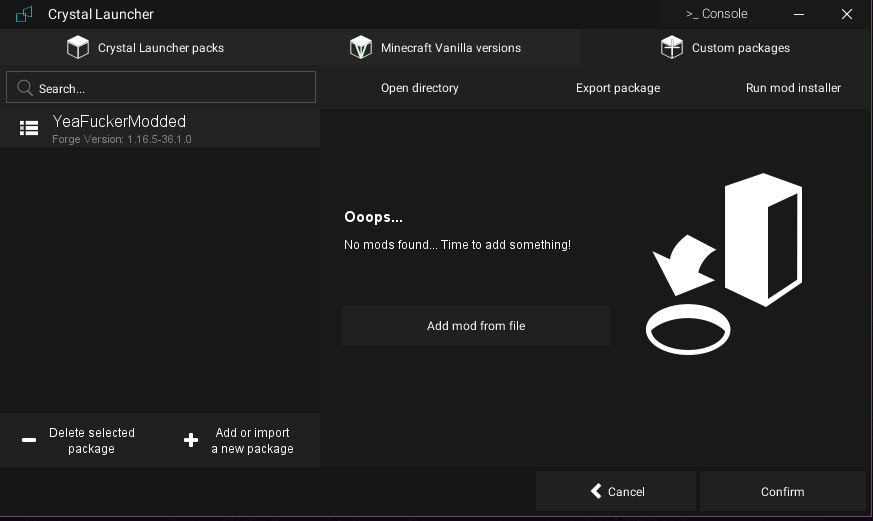 Crystal Launcher
>_ Console
Crystal Launcher packs
Minecraft Vanilla versions
Custom packages
Search...
Open directory
Export package
Run mod installer
YeaFuckerModded
Forge Version: 1.16.5-36.1.0
Ooops...
No mods found... Time to add something!
Add mod from file
Delete selected
package
Add or import
a new package
Cancel
Confirm